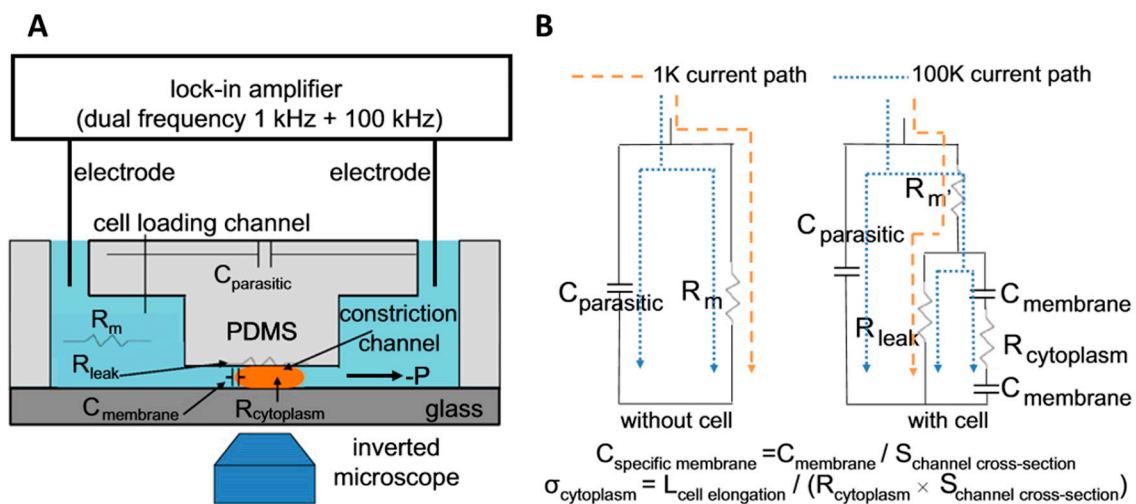 A
lock-in amplifier
(dual frequency 1 kHz + 100 kHz)
electrode
electrode
cell loading channel
C parasitic
R m
PDMS
constriction
channel
R leak
-P
C membrane
R cytoplasm
glass
inverted
microscope
B
1K current path
100K current path
C parasitic
R m
without cell
R m'
C parasitic
R leak
C membrane
R cytoplasm
C membrane
with cell
C specific membrane =C membrane / S channel cross-section
σ cytoplasm = L cell elongation / (R cytoplasm × S channel cross-section)